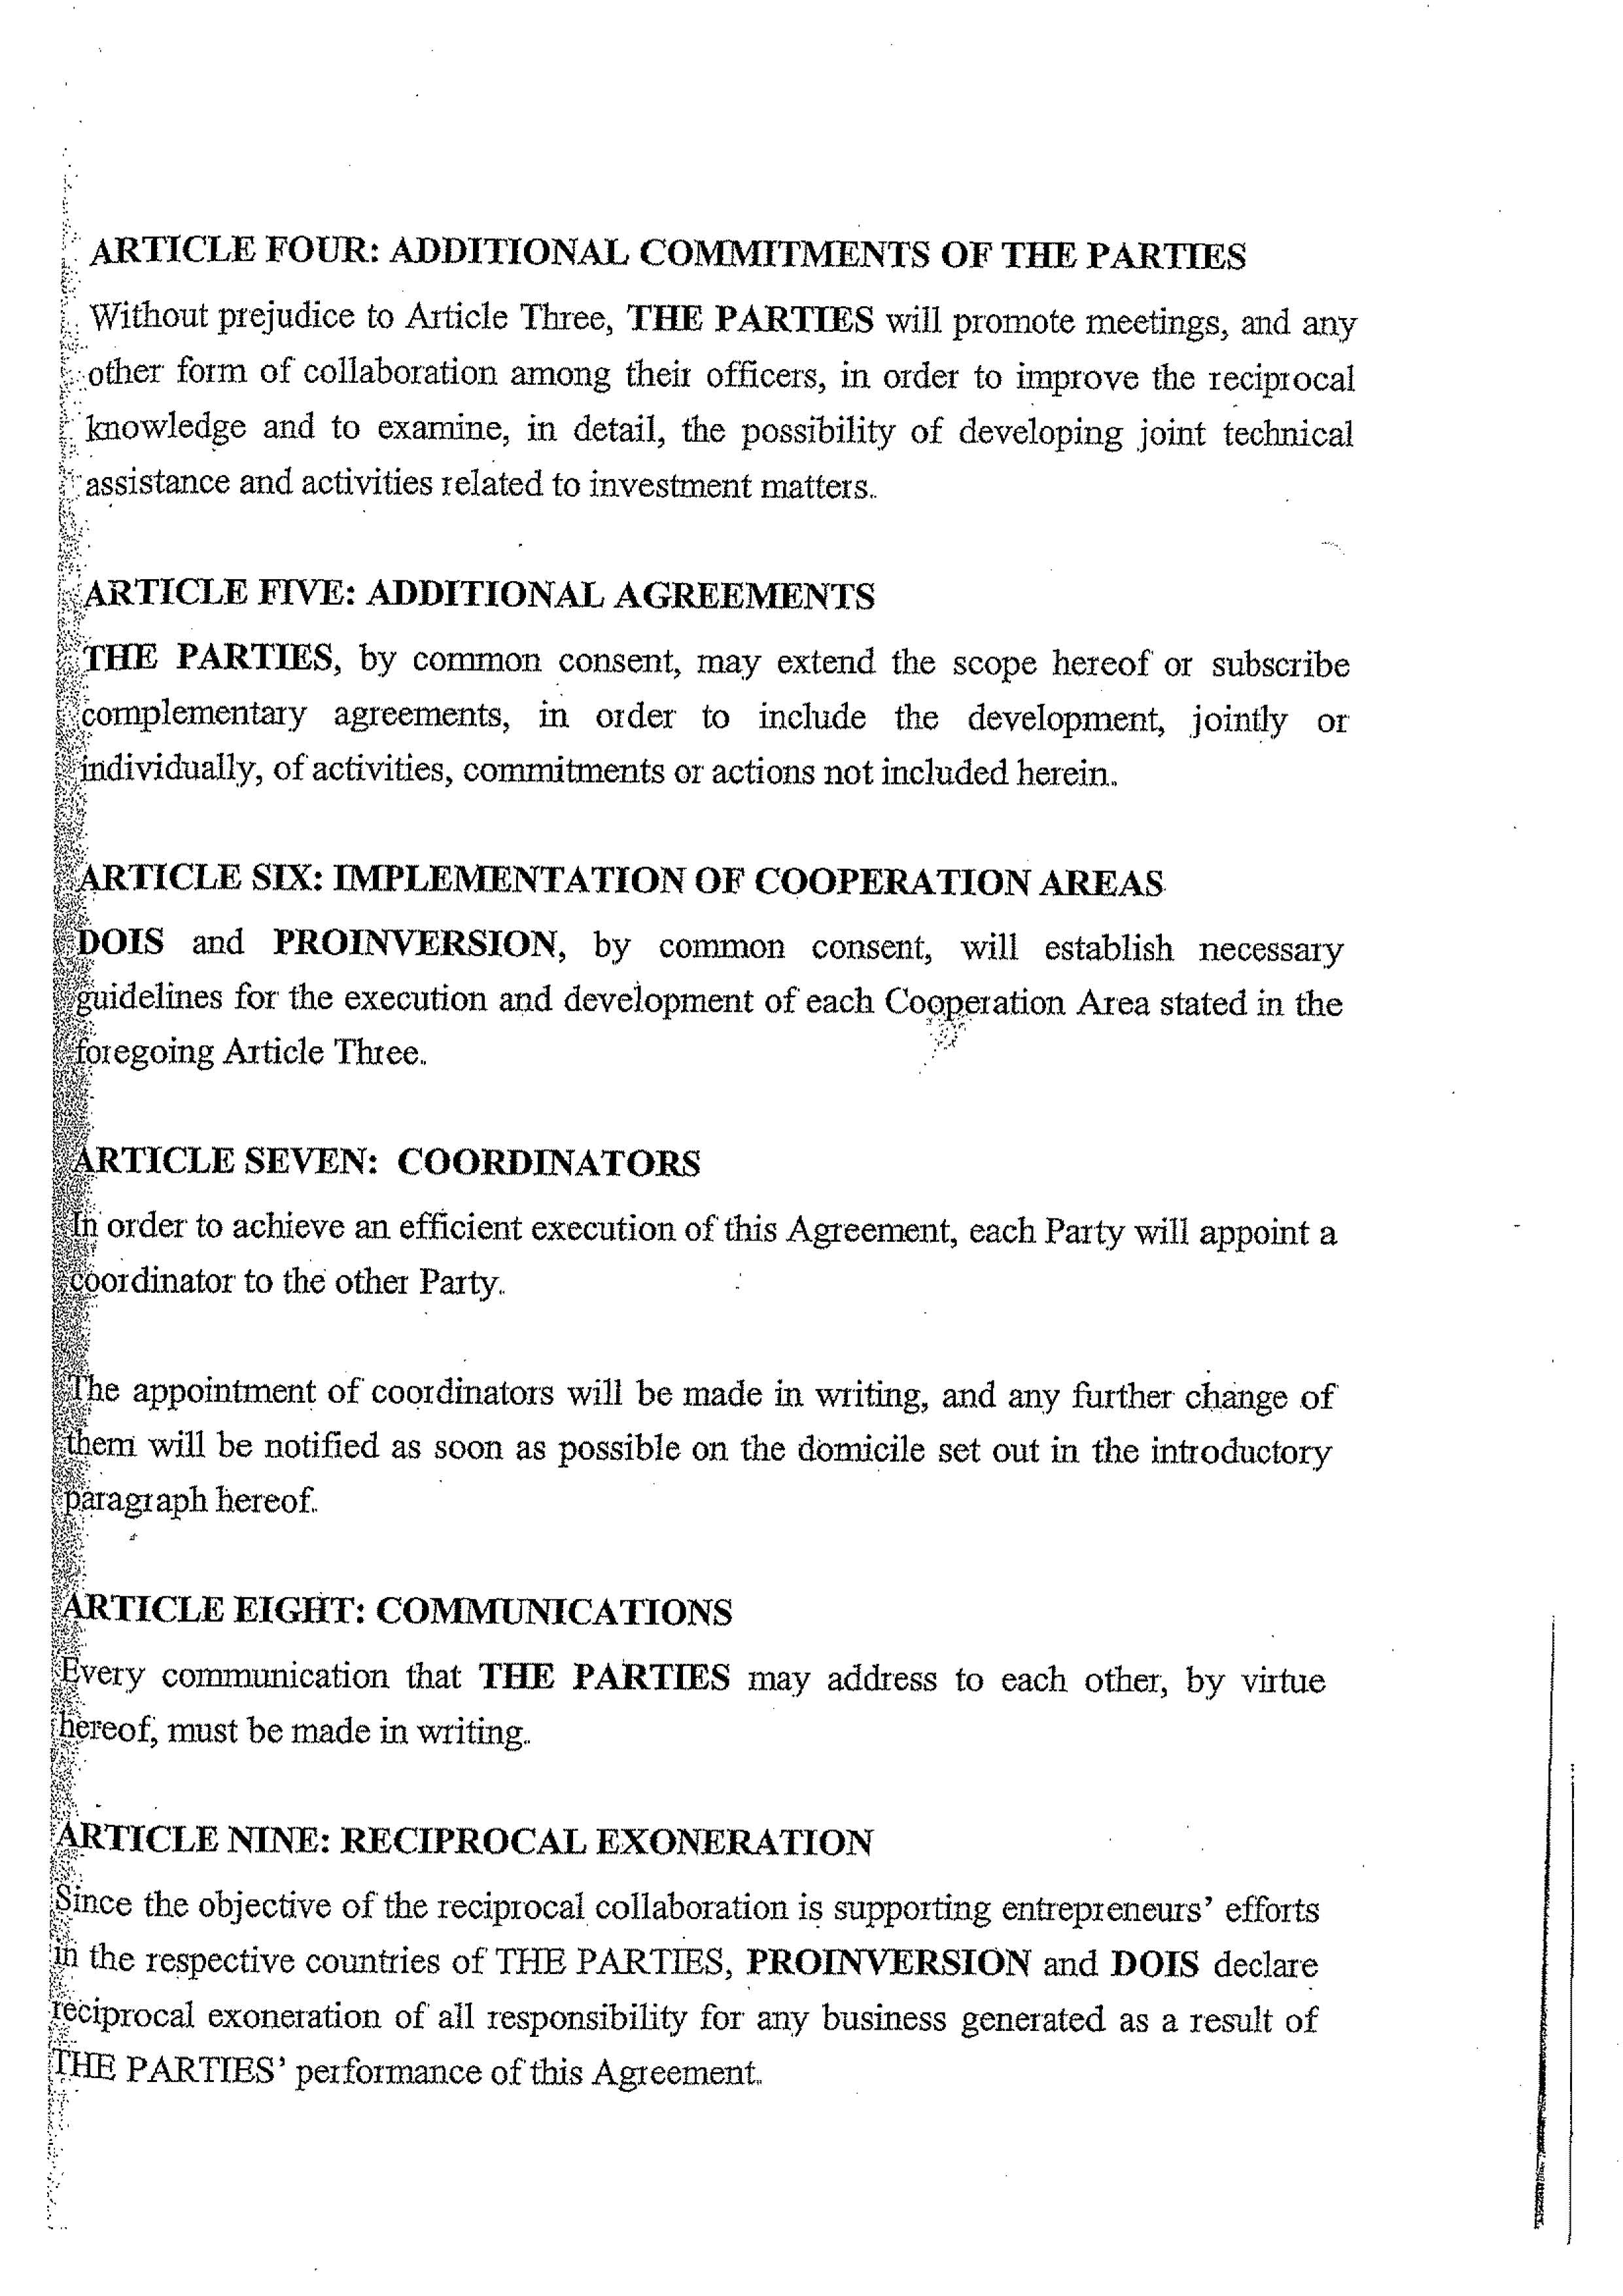 ARTICLE FOUR: ADDITIONAL COMMITMENTS OF THE PARTIES
Without prejudice to Article Three, THE PARTIES will promote meetings, and any
other form of collaboration among their officers, in order to improve the reciprocal
knowledge and to examine, in detail, the possibility of developing joint technical
assistance and activities related to investment matters.
ARTICLE FIVE: ADDITIONAL AGREEMENTS
THE PARTIES, by common consent, may extend the scope hereof or subscribe
complementary agreements, in order to include the development, jointly or
individually, of activities, commitments or actions not included herein.
ARTICLE SIX: IMPLEMENTATION OF COOPERATION AREAS
DOIS and PROINVERSION, by common consent, will establish necessary
guidelines for the execution and development of each Cooperation Area stated in the
foregoing Article Three.
ARTICLE SEVEN: COORDINATORS
In order to achieve an efficient execution of this Agreement, each Party will appoint a
coordinator to the other Party.
The appointment of coordinators will be made in writing, and any further change of
them will be notified as soon as possible on the domicile set out in the introductory
paragraph hereof.
ARTICLE EIGHT: COMMUNICATIONS
Every communication that THE PARTIES may address to each other, by virtue
hereof, must be made in writing.
ARTICLE NINE: RECIPROCAL EXONERATION
Since the objective of the reciprocal collaboration is supporting entrepreneurs' efforts
in the respective countries of THE PARTIES, PROINVERSION and DOIS declare
reciprocal exoneration of all responsibility for any business generated as a result of
THE PARTIES' performance of this Agreement.